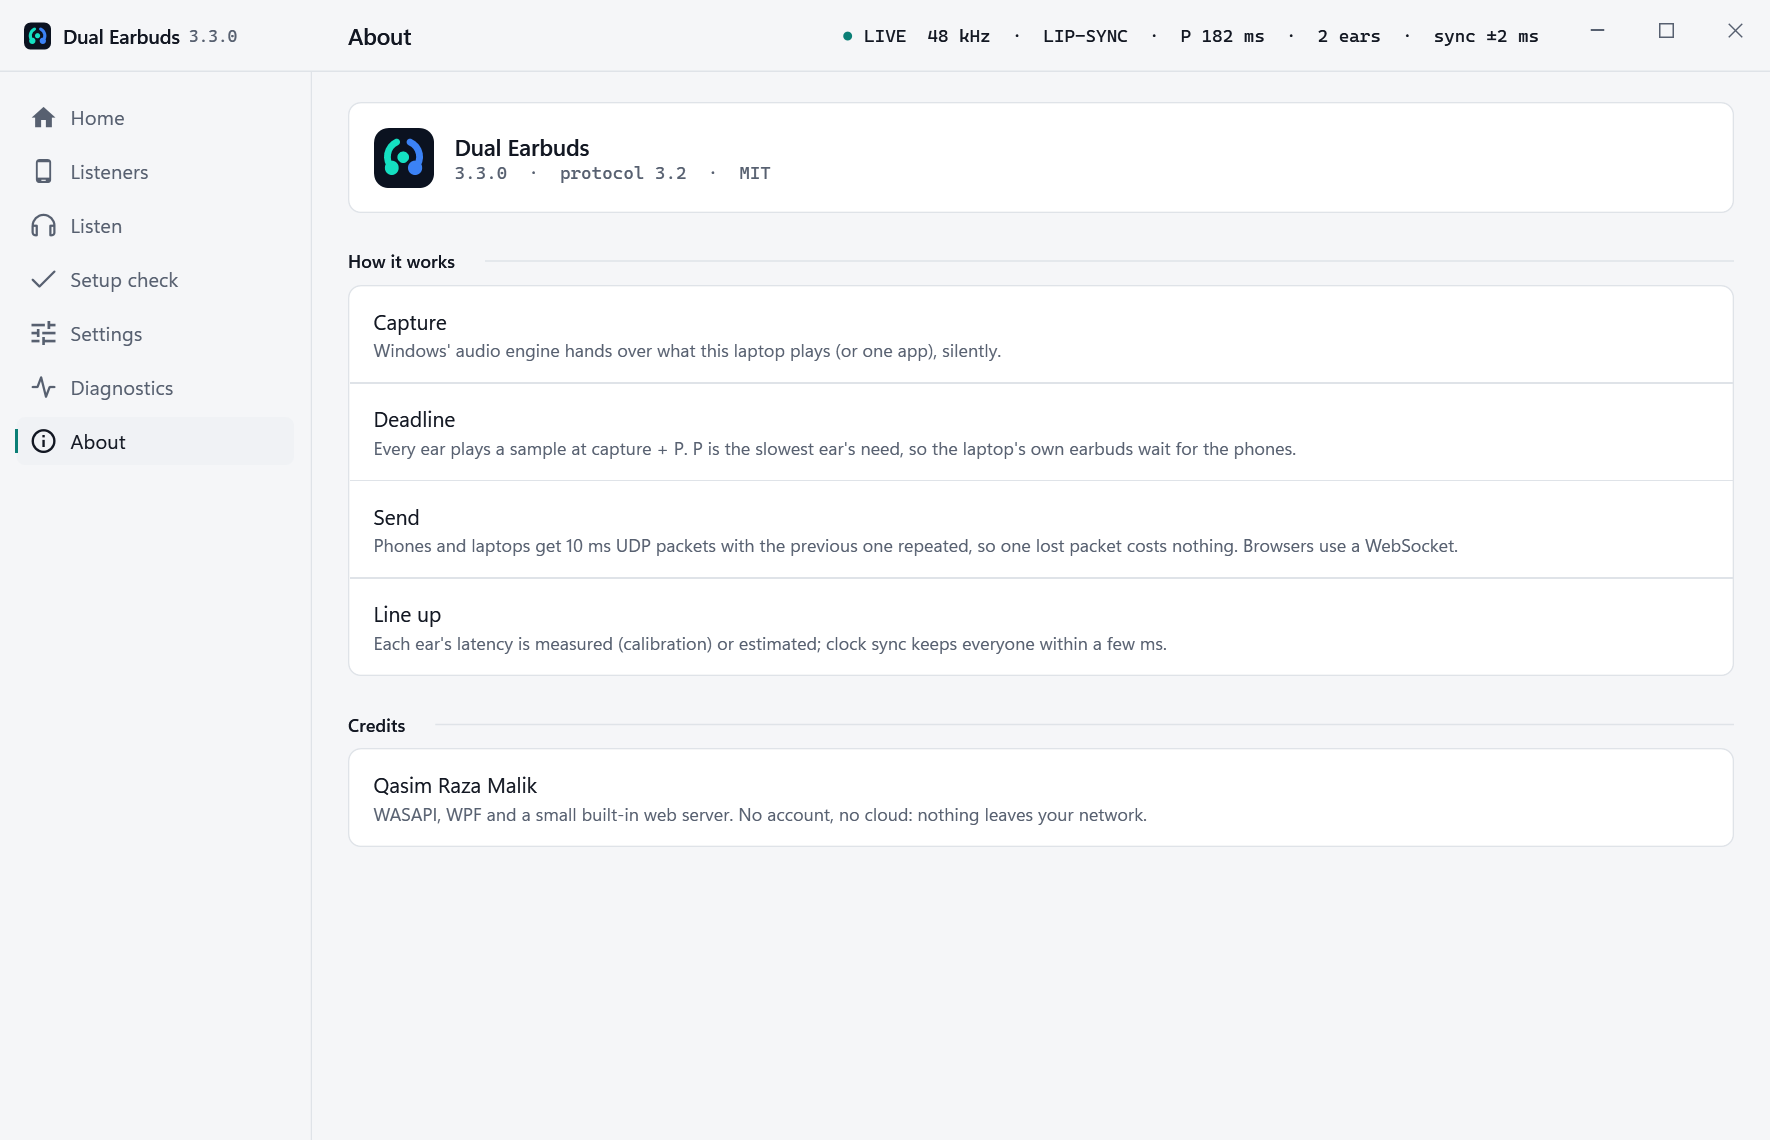 Dual Earbuds 3.3.0
About
LIVE 48 kHz · LIP-SYNC · P 182 ms · 2 ears · sync ±2 ms
Home
Listeners
Listen
Setup check
Settings
Diagnostics
About
Dual Earbuds
3.3.0 · protocol 3.2 · MIT
How it works
Capture
Windows' audio engine hands over what this laptop plays (or one app), silently.
Deadline
Every ear plays a sample at capture + P. P is the slowest ear's need, so the laptop's own earbuds wait for the phones.
Send
Phones and laptops get 10 ms UDP packets with the previous one repeated, so one lost packet costs nothing. Browsers use a WebSocket.
Line up
Each ear's latency is measured (calibration) or estimated; clock sync keeps everyone within a few ms.
Credits
Qasim Raza Malik
WASAPI, WPF and a small built-in web server. No account, no cloud: nothing leaves your network.